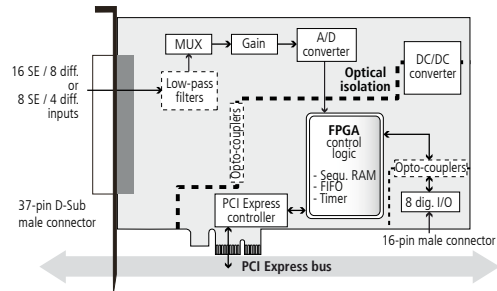 MUX
Gain
A/D
converter
DC/DC
converter
16 SE / 8 diff.
or
8 SE / 4 diff.
inputs
Low-pass
filters
Optical
isolation
Opto-couplers
FPGA
control
logic
- Sequ. RAM
- FIFO
- Timer
Opto-couplers
8 dig. I/O
37-pin D-Sub
male connector
PCI Express
controller
16-pin male connector
PCI Express bus